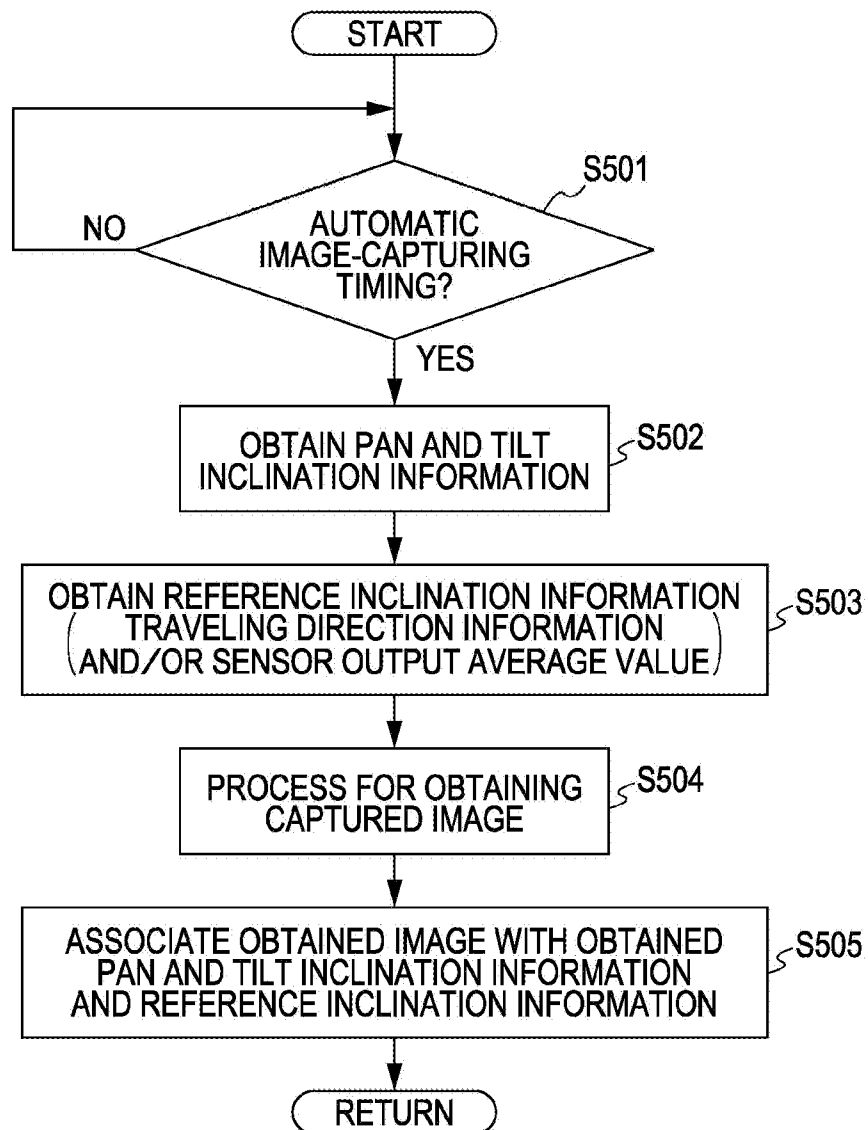 START
S501
NO
AUTOMATIC
IMAGE-CAPTURING
TIMING?
YES
S502
OBTAIN PAN AND TILT
INCLINATION INFORMATION
S503
OBTAIN REFERENCE INCLINATION INFORMATION
(TRAVELING DIRECTION INFORMATION
AND/OR SENSOR OUTPUT AVERAGE VALUE)
S504
PROCESS FOR OBTAINING
CAPTURED IMAGE
S505
ASSOCIATE OBTAINED IMAGE WITH OBTAINED
PAN AND TILT INCLINATION INFORMATION
AND REFERENCE INCLINATION INFORMATION
RETURN